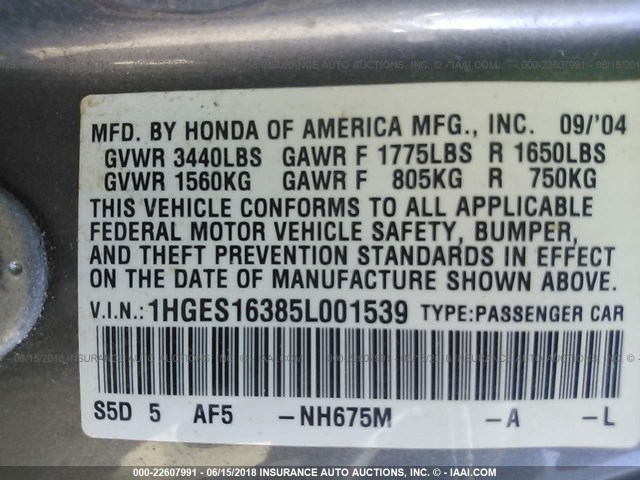 MFD. BY HONDA OF AMERICA MFG., INC. 09/'04
GVWR 3440LBS GAWR F 1775LBS R 1650LBS
GVWR 1560KG GAWR F 805KG R 750KG
THIS VEHICLE CONFORMS TO ALL APPLICABLE
FEDERAL MOTOR VEHICLE SAFETY, BUMPER,
AND THEFT PREVENTION STANDARDS IN EFFECT
ON THE DATE OF MANUFACTURE SHOWN ABOVE.
V.I.N.:1HGES16385L001539 TYPE:PASSENGER CAR
S5D 5 AF5 -NH675M -A -L
000-22607991 - 06/15/2018 INSURANCE AUTO AUCTIONS, INC. - © - IAAI.COM